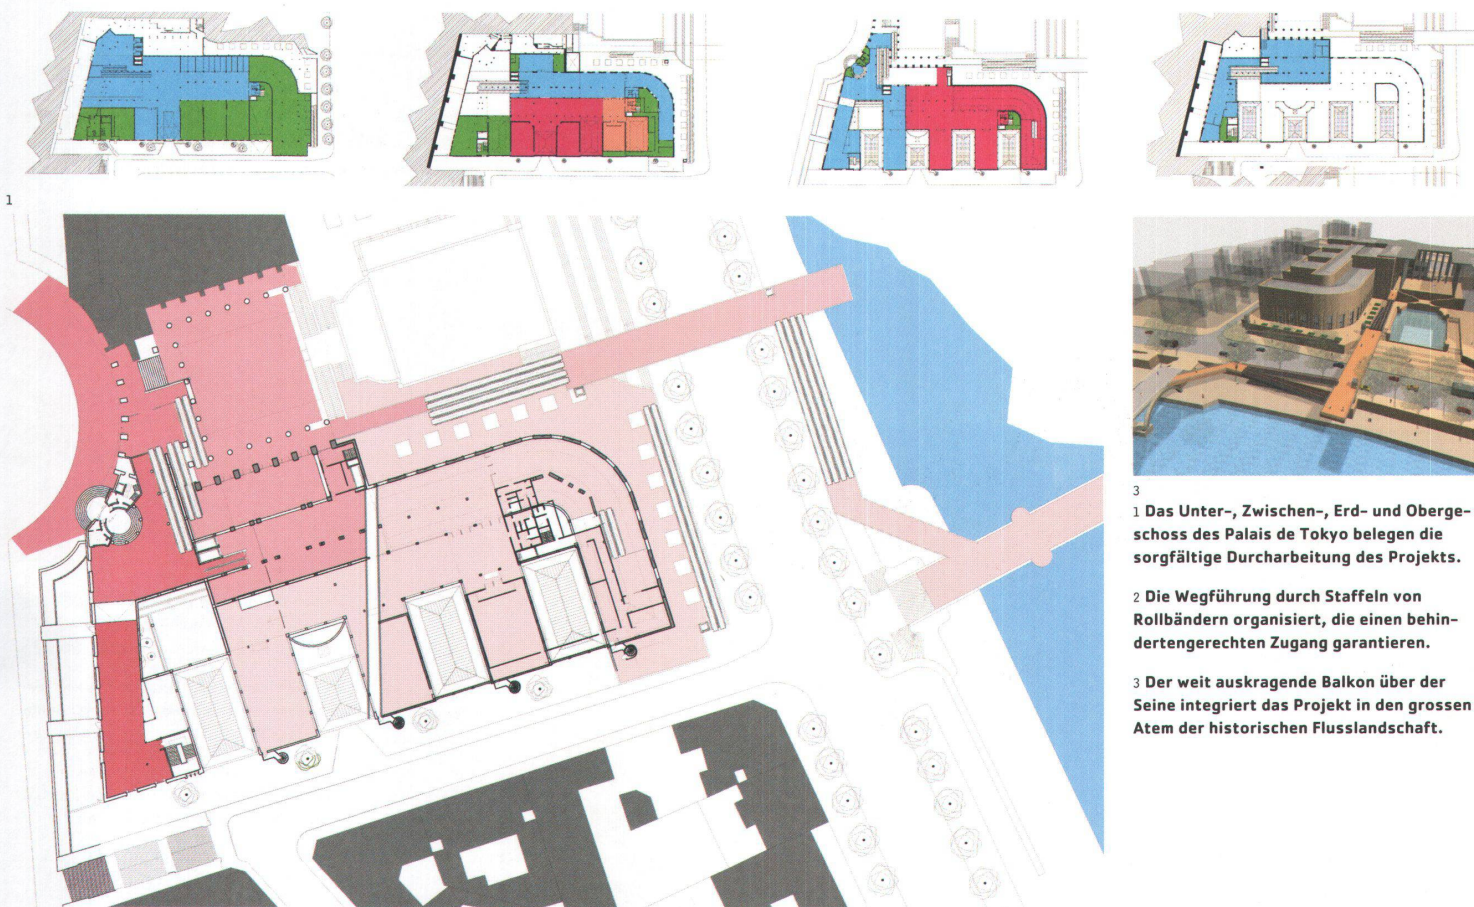 1
3
1 Das Unter-, Zwischen-, Erd- und Oberge-
schoss des Palais de Tokyo belegen die
sorgfältige Durcharbeitung des Projekts.
2 Die Wegführung durch Staffeln von
Rollbändern organisiert, die einen behin-
dertengerechten Zugang garantieren.
3 Der weit auskragende Balkon über der
Seine integriert das Projekt in den grossen
Atem der historischen Flusslandschaft.